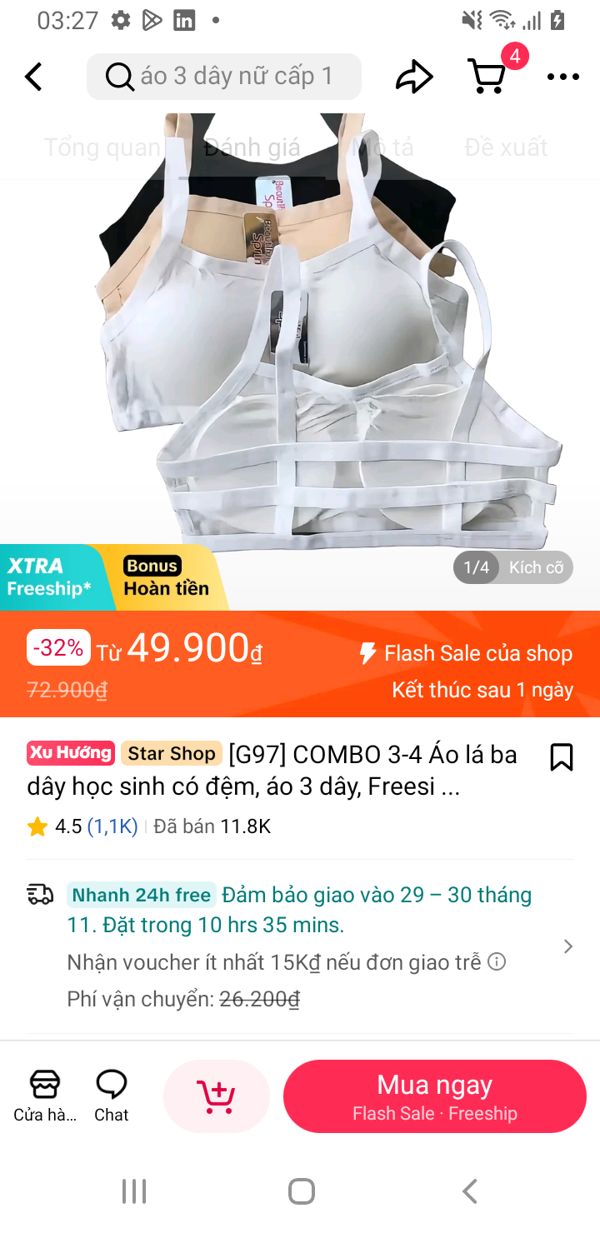 03:27
áo 3 dây nữ cấp 1
4
Tổng quan Đánh giá Mô tả Đề xuất
XTRA
Freeship*
Bonus
Hoàn tiền
1/4 Kích cỡ
-32% Từ 49.900₫
Flash Sale của shop
72.900₫
Kết thúc sau 1 ngày
Xu Hướng Star Shop [G97] COMBO 3-4 Áo lá ba
dây học sinh có đệm, áo 3 dây, Freesi ...
4.5 (1,1K) Đã bán 11.8K
Nhanh 24h free Đảm bảo giao vào 29 – 30 tháng
11. Đặt trong 10 hrs 35 mins.
Nhận voucher ít nhất 15K₫ nếu đơn giao trễ
Phí vận chuyển: 26.200₫
Cửa hà...
Chat
Mua ngay
Flash Sale · Freeship